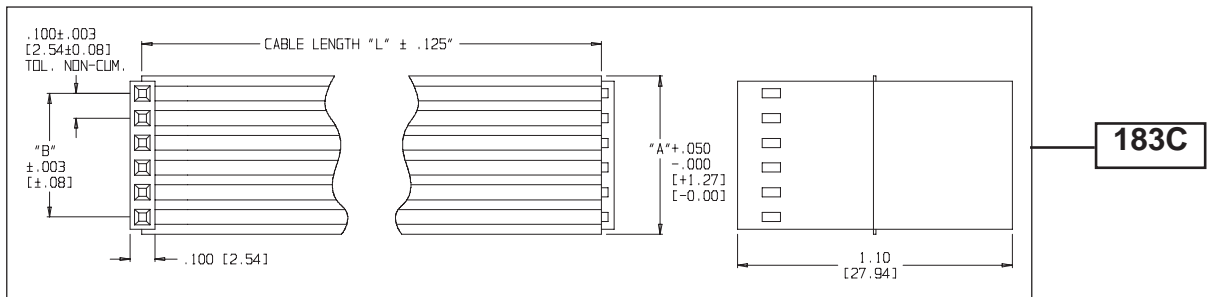 .100±.003
[2.54±0.08]
TOL. NON-CUM.
CABLE LENGTH "L" ± .125"
"B"
±.003
[±.08]
.100 [2.54]
"A"+.050
-.000
[+1.27]
[-0.00]
1.10
[27.94]
183C